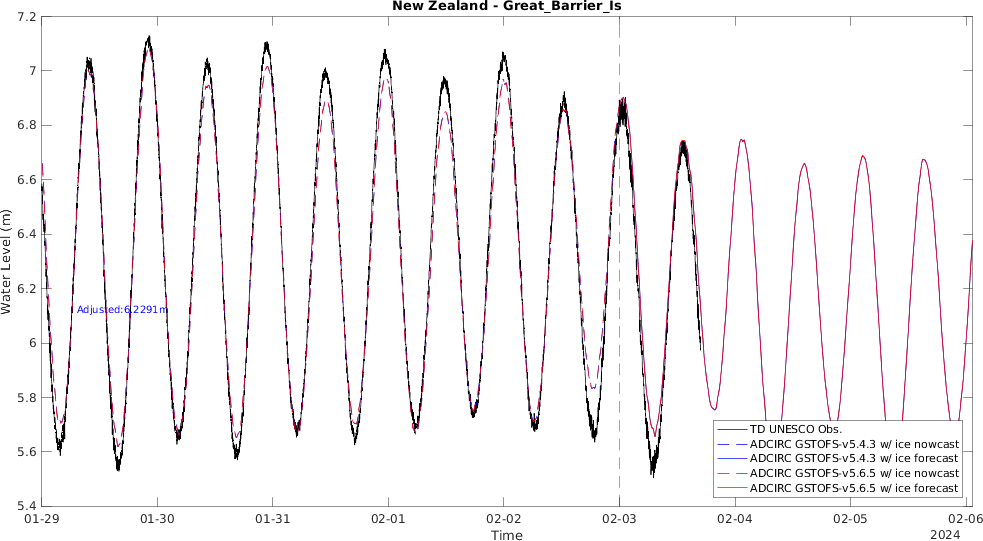 New Zealand - Great_Barrier_Is
7.2
7
6.8
6.6
6.4
6.2
6
5.8
5.6
5.4
Water Level (m)
Adjusted:6.2291m
TD UNESCO Obs.
ADCIRC GSTOFS-v5.4.3 w/ ice nowcast
ADCIRC GSTOFS-v5.4.3 w/ ice forecast
ADCIRC GSTOFS-v5.6.5 w/ ice nowcast
ADCIRC GSTOFS-v5.6.5 w/ ice forecast
01-29 01-30 01-31 02-01 02-02 02-03 02-04 02-05 02-06
Time
2024